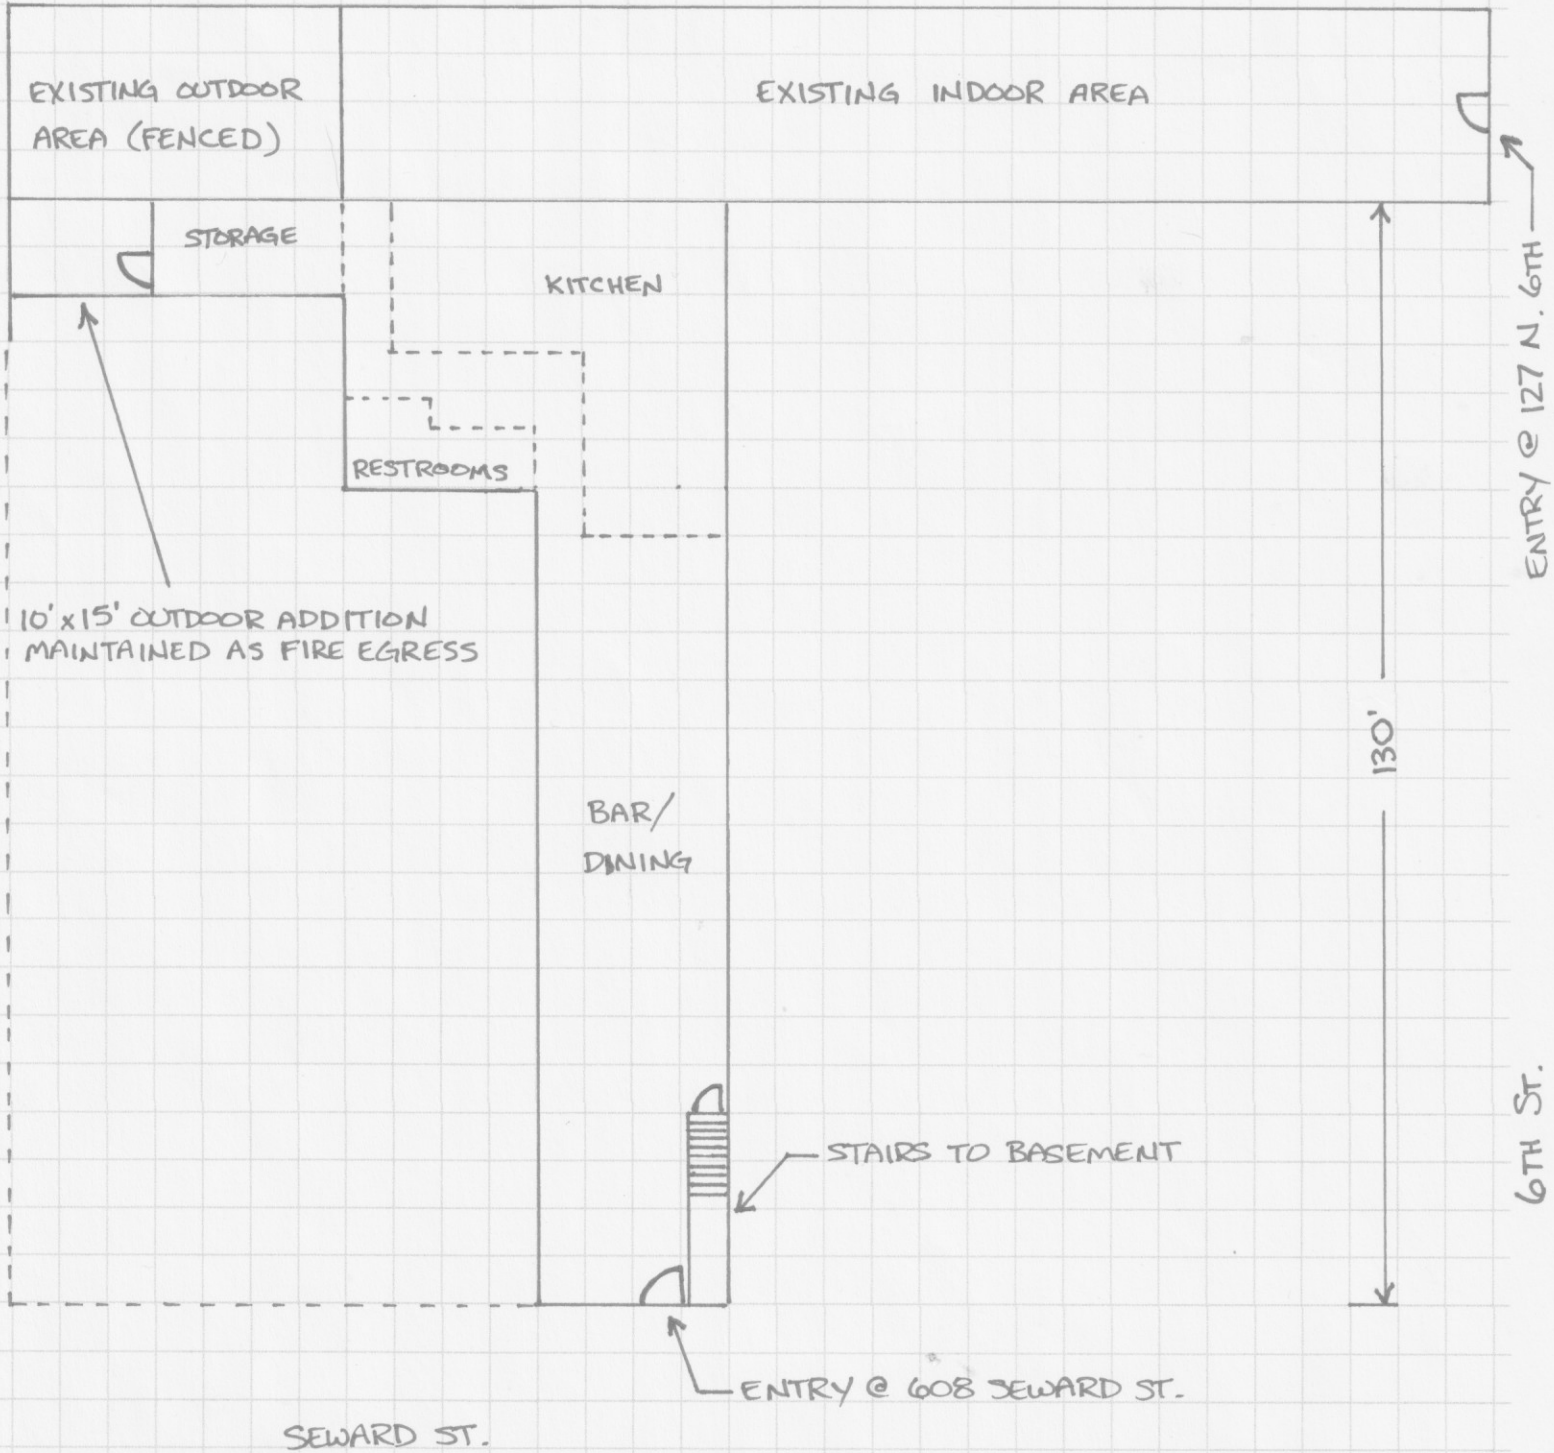 EXISTING OUTDOOR
AREA (FENCED)
EXISTING INDOOR AREA
STORAGE
KITCHEN
RESTROOMS
ENTRY @ 127 N. 6TH
10'x15' OUTDOOR ADDITION
MAINTAINED AS FIRE EGRESS
130'
BAR/
DINING
STAIRS TO BASEMENT
6TH ST.
ENTRY @ 608 SEWARD ST.
SEWARD ST.